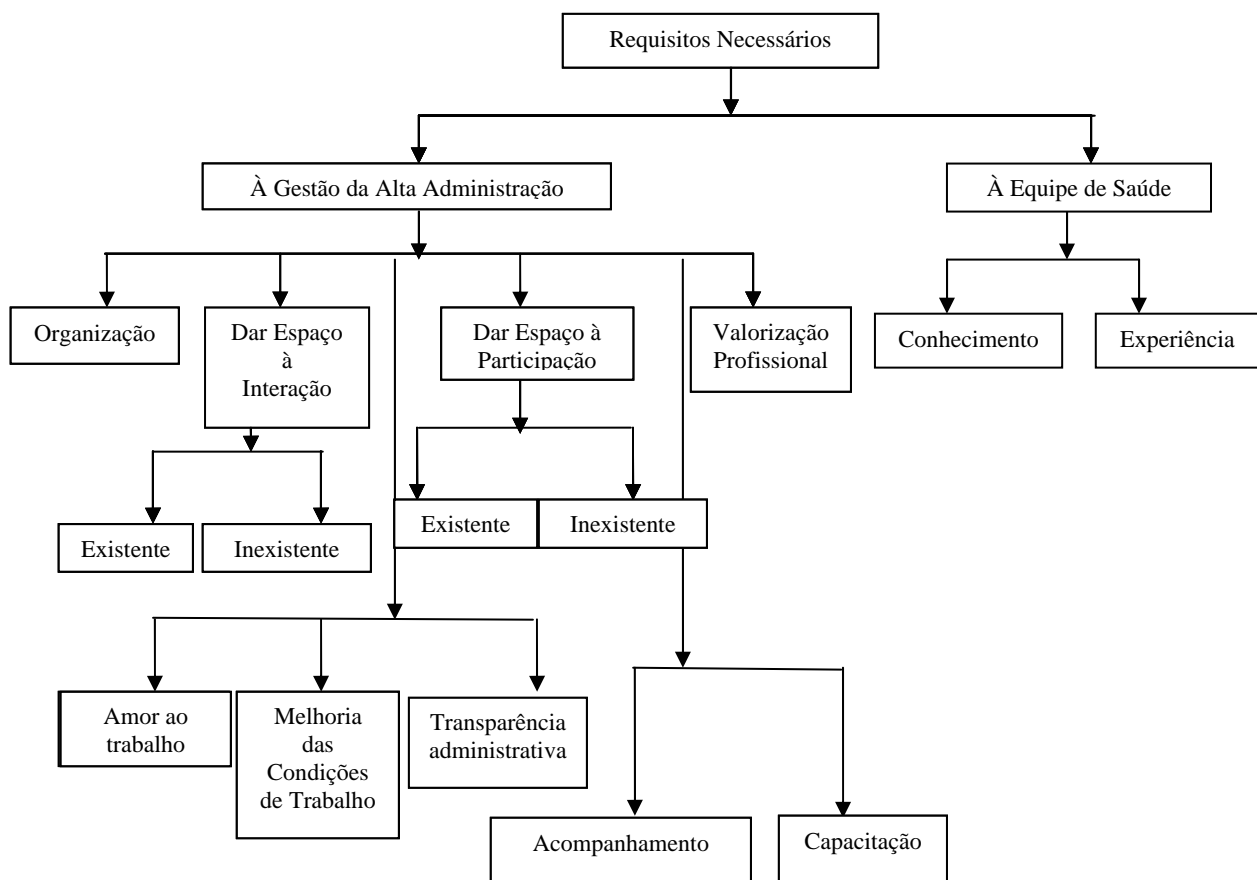 Requisitos Necessários
À Gestão da Alta Administração
À Equipe de Saúde
Organização
Dar Espaço
à
Interação
Dar Espaço à
Participação
Valorização
Profissional
Conhecimento
Experiência
Existente
Inexistente
Existente
Inexistente
Amor ao
trabalho
Melhoria
das
Condições
de Trabalho
Transparência
administrativa
Acompanhamento
Capacitação